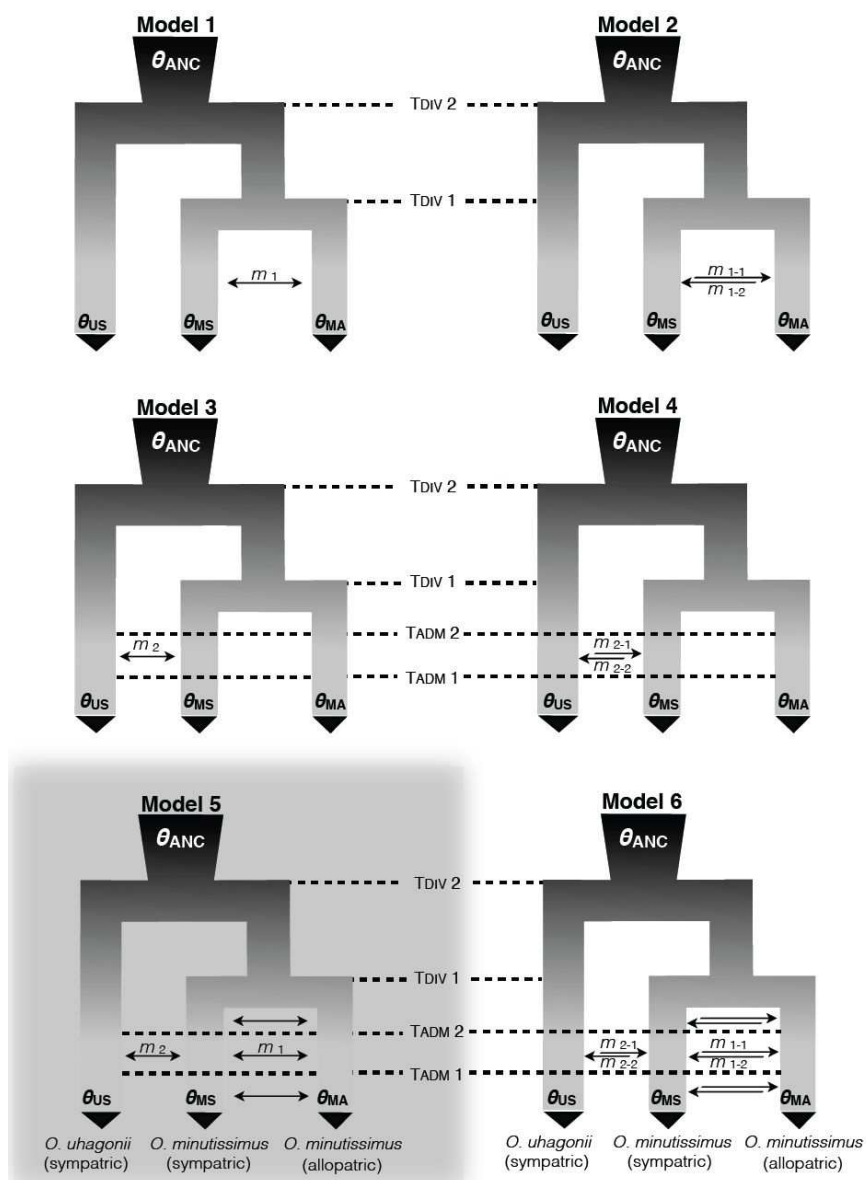 Model 1 Model 2
θANC θANC
TDIV 2
TDIV 1
m 1 m 1-1
m 1-2
θUS θMS θMA θUS θMS θMA
Model 3 Model 4
θANC θANC
TDIV 2
TDIV 1
TADM 2
m 2 m 2-1
m 2-2
TADM 1
θUS θMS θMA θUS θMS θMA
Model 5 Model 6
θANC θANC
TDIV 2
TDIV 1
TADM 2
m 2 m 1 m 2-1 m 1-1
m 2-2 m 1-2
TADM 1
θUS θMS θMA θUS θMS θMA
O. uhagonii O. minutissimus O. minutissimus O. uhagonii O. minutissimus O. minutissimus
(sympatric) (sympatric) (allopatric) (sympatric) (sympatric) (allopatric)